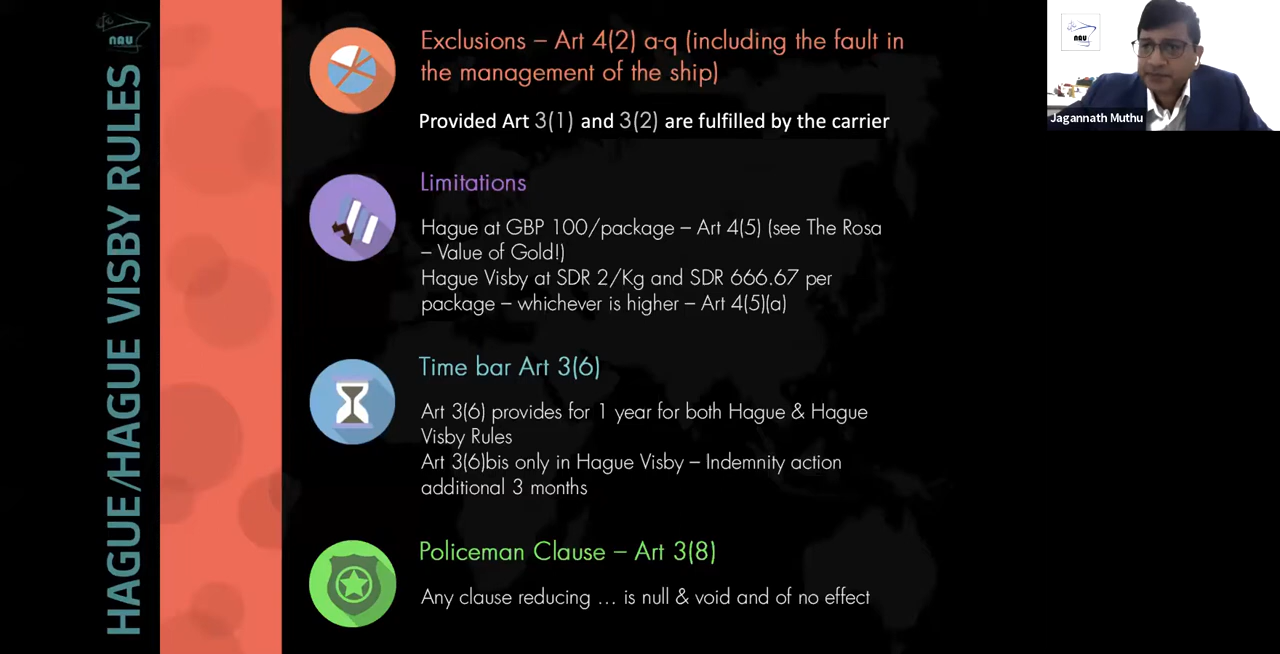 HAGUE/HAGUE VISBY RULES
nau
Exclusions – Art 4(2) a-q (including the fault in
the management of the ship)
Provided Art 3(1) and 3(2) are fulfilled by the carrier
Limitations
Hague at GBP 100/package – Art 4(5) (see The Rosa
– Value of Gold!)
Hague Visby at SDR 2/Kg and SDR 666.67 per
package – whichever is higher – Art 4(5)(a)
Time bar Art 3(6)
Art 3(6) provides for 1 year for both Hague & Hague
Visby Rules
Art 3(6)bis only in Hague Visby – Indemnity action
additional 3 months
Policeman Clause – Art 3(8)
Any clause reducing ... is null & void and of no effect
nau
Jagannath Muthu